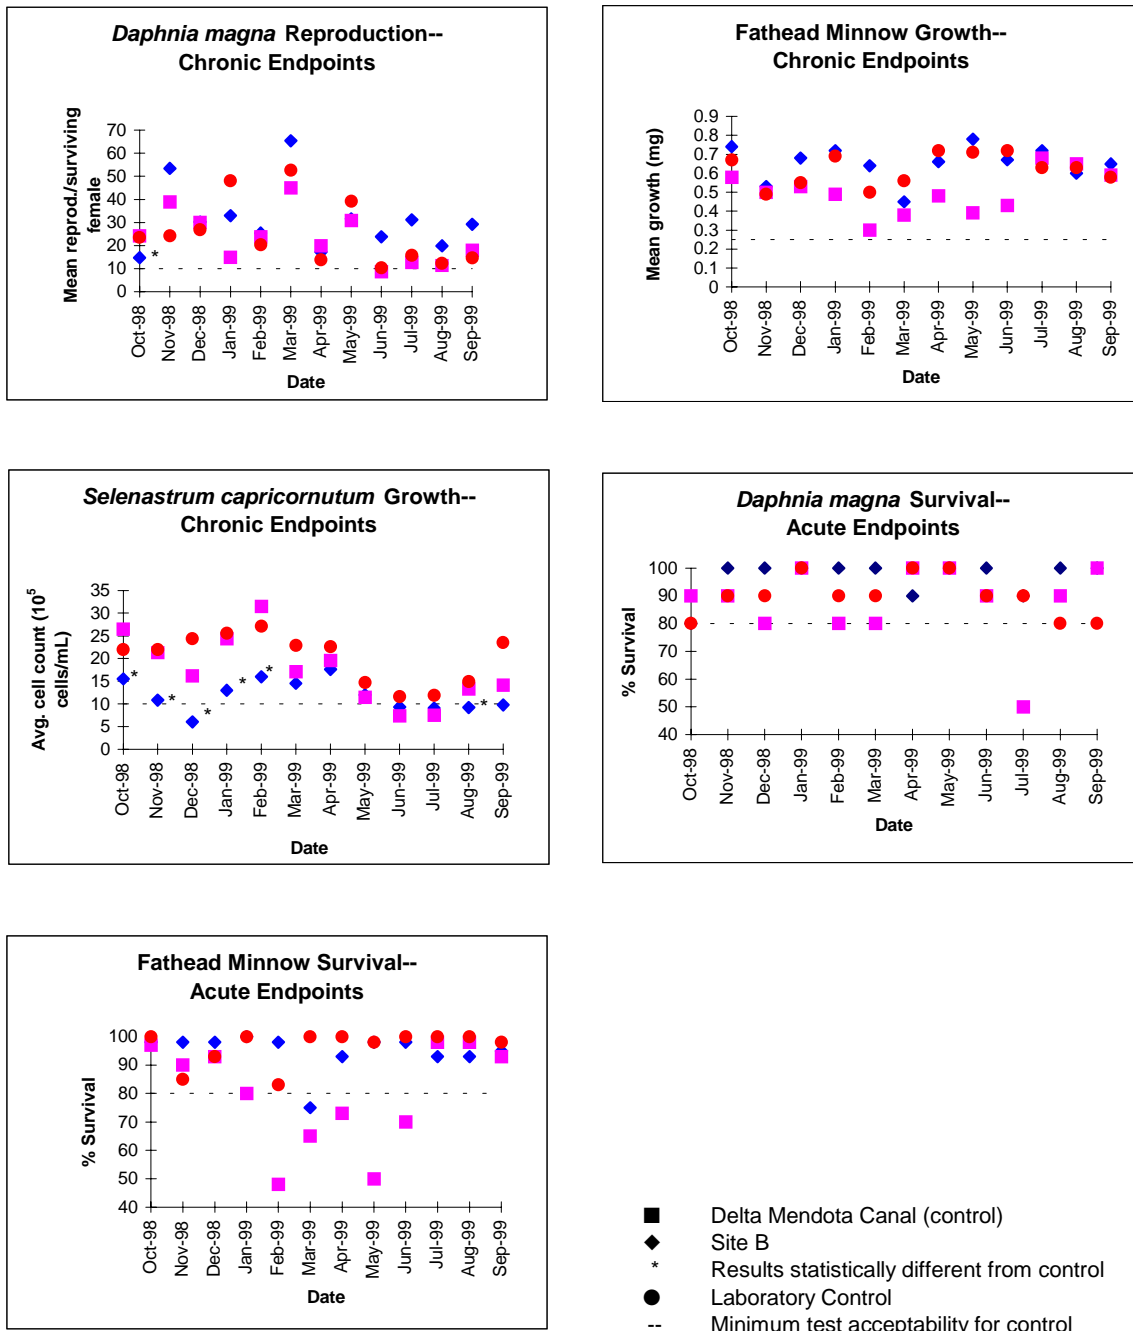 Daphnia magna Reproduction--
Chronic Endpoints
Mean reprod./surviving
female
70
60
50
40
30
20
10
0
*
Oct-98
Nov-98
Dec-98
Jan-99
Feb-99
Mar-99
Apr-99
May-99
Jun-99
Jul-99
Aug-99
Sep-99
Date
Fathead Minnow Growth--
Chronic Endpoints
Mean growth (mg)
0.9
0.8
0.7
0.6
0.5
0.4
0.3
0.2
0.1
0
Oct-98
Nov-98
Dec-98
Jan-99
Feb-99
Mar-99
Apr-99
May-99
Jun-99
Jul-99
Aug-99
Sep-99
Date
Selenastrum capricornutum Growth--
Chronic Endpoints
Avg. cell count (10⁵
cells/mL)
35
30
25
20
15
10
5
0
*
*
*
*
*
*
Oct-98
Nov-98
Dec-98
Jan-99
Feb-99
Mar-99
Apr-99
May-99
Jun-99
Jul-99
Aug-99
Sep-99
Date
Daphnia magna Survival--
Acute Endpoints
% Survival
100
90
80
70
60
50
40
Oct-98
Nov-98
Dec-98
Jan-99
Feb-99
Mar-99
Apr-99
May-99
Jun-99
Jul-99
Aug-99
Sep-99
Date
Fathead Minnow Survival--
Acute Endpoints
% Survival
100
90
80
70
60
50
40
Oct-98
Nov-98
Dec-98
Jan-99
Feb-99
Mar-99
Apr-99
May-99
Jun-99
Jul-99
Aug-99
Sep-99
Date
Delta Mendota Canal (control)
Site B
* Results statistically different from control
Laboratory Control
-- Minimum test acceptability for control